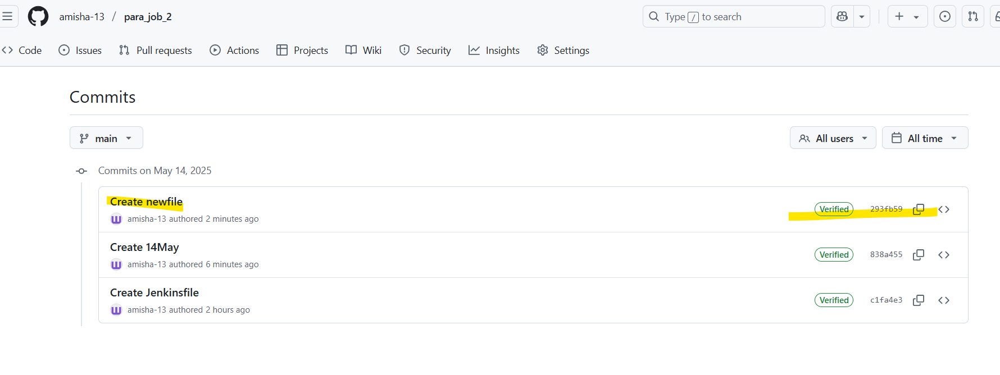 amisha-13 / para_job_2
Type / to search
Code Issues Pull requests Actions Projects Wiki Security Insights Settings
Commits
main All users All time
Commits on May 14, 2025
Create newfile
amisha-13 authored 2 minutes ago
Verified 293fb59
Create 14May
amisha-13 authored 6 minutes ago
Verified 838a455
Create Jenkinsfile
amisha-13 authored 2 hours ago
Verified c1fa4e3